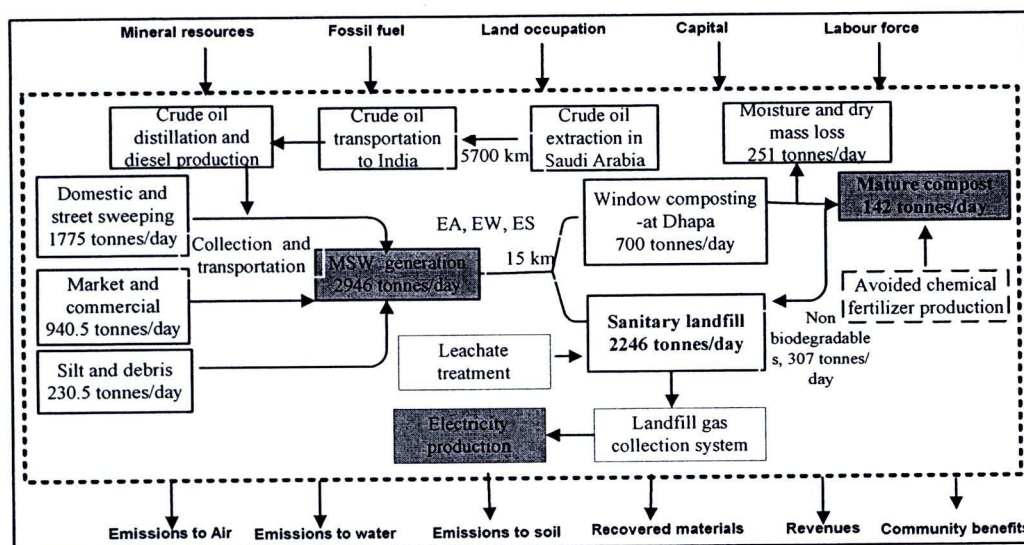 Mineral resources
Fossil fuel
Land occupation
Capital
Labour force
Crude oil
distillation and
diesel production
Crude oil
transportation
to India
5700 km
Crude oil
extraction in
Saudi Arabia
Moisture and dry
mass loss
251 tonnes/day
Domestic and
street sweeping
1775 tonnes/day
Collection and
transportation
Market and
commercial
940.5 tonnes/day
Silt and debris
230.5 tonnes/day
MSW generation
2946 tonnes/day
EA, EW, ES
15 km
Window composting
-at Dhapa
700 tonnes/day
Mature compost
142 tonnes/day
Avoided chemical
fertilizer production
Sanitary landfill
2246 tonnes/day
Non
biodegradable
s, 307 tonnes/
day
Leachate
treatment
Electricity
production
Landfill gas
collection system
Emissions to Air
Emissions to water
Emissions to soil
Recovered materials
Revenues
Community benefits